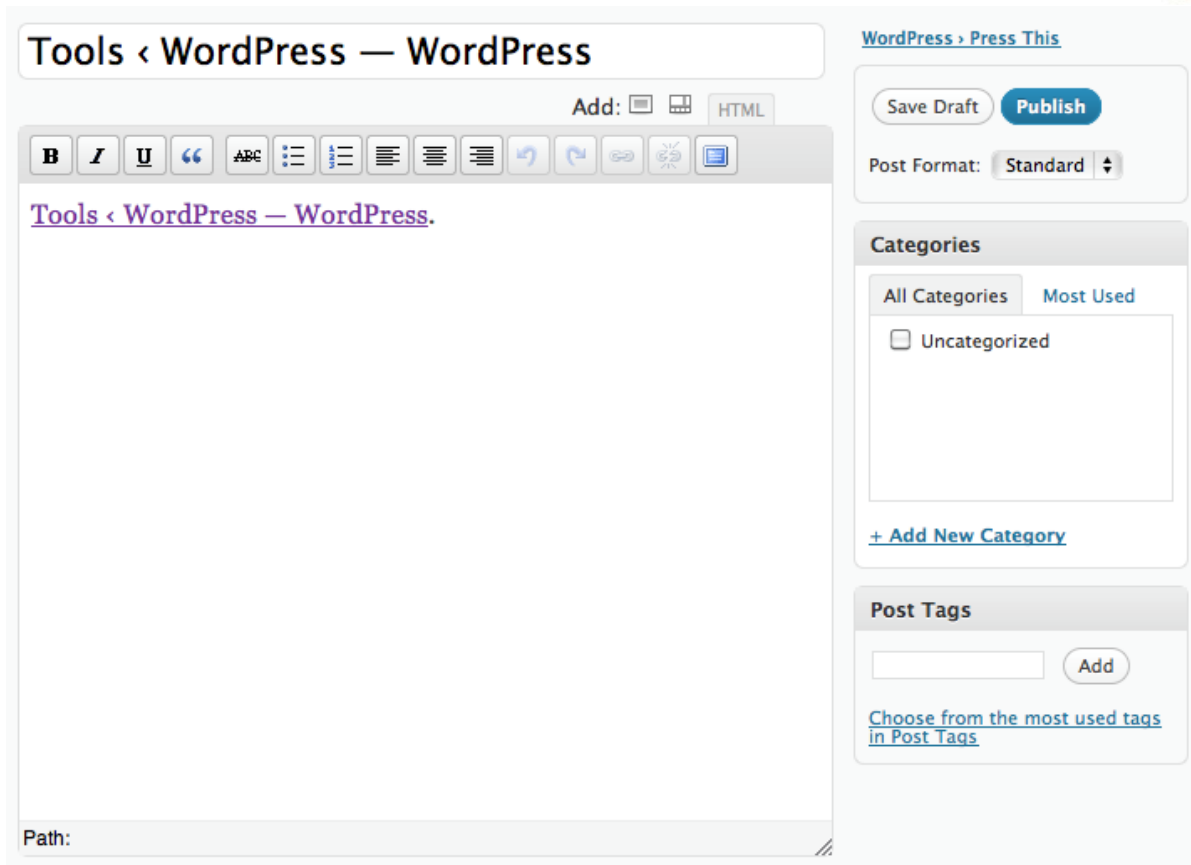 Tools ‹ WordPress — WordPress
Add:
HTML
B I U ABC
Tools ‹ WordPress — WordPress.
Path:
WordPress › Press This
Save Draft Publish
Post Format: Standard
Categories
All Categories Most Used
Uncategorized
+ Add New Category
Post Tags
Add
Choose from the most used tags
in Post Tags